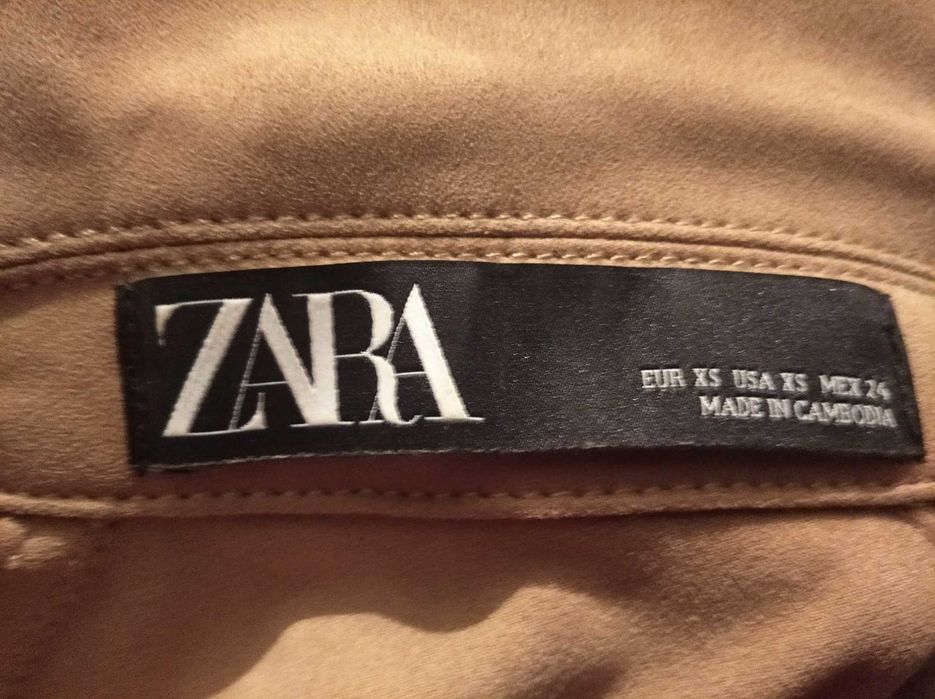 ZARA
EUR XS USA XS MEX 24
MADE IN CAMBODIA